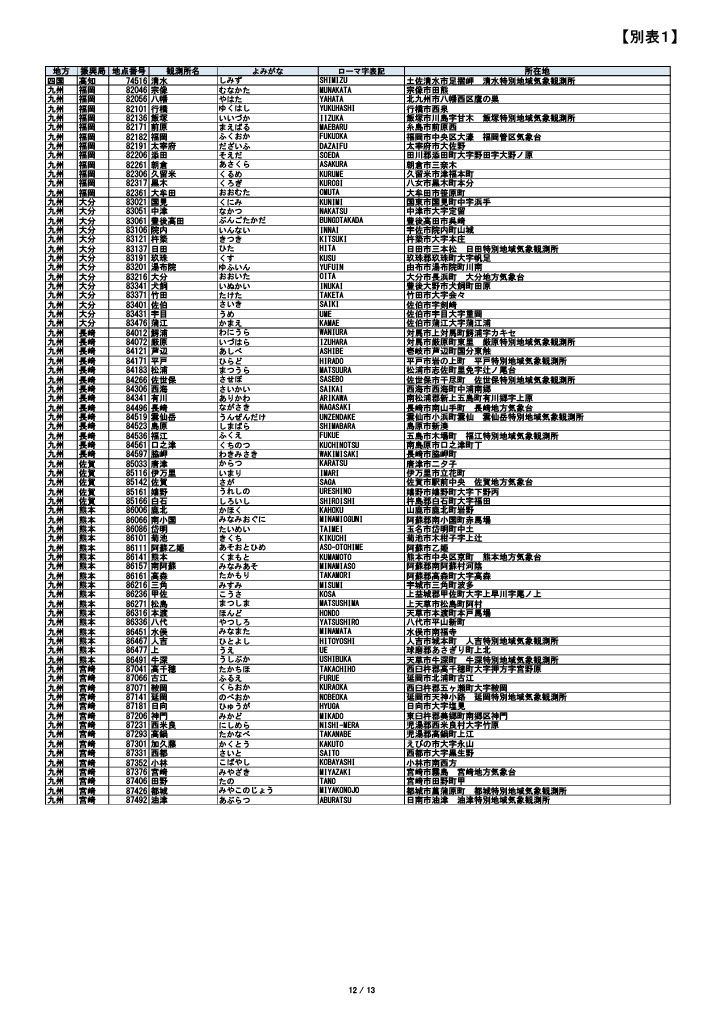 【別表1】
地方 振興局 地点番号 観測所名 よみがな ローマ字表記 所在地
四国 高知 74516 清水 しみず SHIMIZU 土佐清水市足摺岬 清水特別地域気象観測所
九州 福岡 82046 宗像 むなかた MUNAKATA 宗像市田熊
九州 福岡 82056 八幡 やはた YAHATA 北九州市八幡西区鷹の巣
九州 福岡 82101 行橋 ゆくはし YUKUHASHI 行橋市西泉
九州 福岡 82136 飯塚 いいづか IIZUKA 飯塚市川島字甘木 飯塚特別地域気象観測所
九州 福岡 82171 前原 まえばる MAEBARU 糸島市前原西
九州 福岡 82182 福岡 ふくおか FUKUOKA 福岡市中央区大濠 福岡管区気象台
九州 福岡 82191 太宰府 だざいふ DAZAIFU 太宰府市大佐野
九州 福岡 82206 添田 そえだ SOEDA 田川郡添田町大字野田字大野ノ原
九州 福岡 82261 朝倉 あさくら ASAKURA 朝倉市三奈木
九州 福岡 82306 久留米 くるめ KURUME 久留米市津福本町
九州 福岡 82317 黒木 くろぎ KUROGI 八女市黒木町本分
九州 福岡 82361 大牟田 おおむた OMUTA 大牟田市笹原町
九州 大分 83021 国見 くにみ KUNIMI 国東市国見町中字浜手
九州 大分 83051 中津 なかつ NAKATSU 中津市大字定留
九州 大分 83061 豊後高田 ぶんごたかだ BUNGOTAKADA 豊後高田市呉崎
九州 大分 83106 院内 いんない INNAI 宇佐市院内町山城
九州 大分 83121 杵築 きつき KITSUKI 杵築市大字本庄
九州 大分 83137 日田 ひた HITA 日田市三本松 日田特別地域気象観測所
九州 大分 83191 玖珠 くす KUSU 玖珠郡玖珠町大字帆足
九州 大分 83201 湯布院 ゆふいん YUFUIN 由布市湯布院町川南
九州 大分 83216 大分 おおいた OITA 大分市長浜町 大分地方気象台
九州 大分 83341 犬飼 いぬかい INUKAI 豊後大野市犬飼町田原
九州 大分 83371 竹田 たけた TAKETA 竹田市大字会々
九州 大分 83401 佐伯 さいき SAIKI 佐伯市字剣崎
九州 大分 83431 宇目 うめ UME 佐伯市宇目大字重岡
九州 大分 83476 蒲江 かまえ KAMAE 佐伯市蒲江大字蒲江浦
九州 長崎 84012 鰐浦 わにうら WANIURA 対馬市上対馬町鰐浦字カキセ
九州 長崎 84072 厳原 いづはら IZUHARA 対馬市厳原町東里 厳原特別地域気象観測所
九州 長崎 84121 芦辺 あしべ ASHIBE 壱岐市芦辺町国分東触
九州 長崎 84171 平戸 ひらど HIRADO 平戸市岩の上町 平戸特別地域気象観測所
九州 長崎 84183 松浦 まつうら MATSUURA 松浦市志佐町里免字辻ノ尾台
九州 長崎 84266 佐世保 させぼ SASEBO 佐世保市干尽町 佐世保特別地域気象観測所
九州 長崎 84306 西海 さいかい SAIKAI 西海市西海町中浦南郷
九州 長崎 84341 有川 ありかわ ARIKAWA 南松浦郡新上五島町有川郷字上原
九州 長崎 84496 長崎 ながさき NAGASAKI 長崎市南山手町 長崎地方気象台
九州 長崎 84519 雲仙岳 うんぜんだけ UNZENDAKE 雲仙市小浜町雲仙 雲仙岳特別地域気象観測所
九州 長崎 84523 島原 しまばら SHIMABARA 島原市新湊
九州 長崎 84536 福江 ふくえ FUKUE 五島市木場町 福江特別地域気象観測所
九州 長崎 84561 口之津 くちのつ KUCHINOTSU 南島原市口之津町丁
九州 長崎 84597 脇岬 わきみさき WAKIMISAKI 長崎市脇岬町
九州 佐賀 85033 唐津 からつ KARATSU 唐津市二タ子
九州 佐賀 85116 伊万里 いまり IMARI 伊万里市立花町
九州 佐賀 85142 佐賀 さが SAGA 佐賀市駅前中央 佐賀地方気象台
九州 佐賀 85161 嬉野 うれしの URESHINO 嬉野市嬉野町大字下野丙
九州 佐賀 85166 白石 しろいし SHIROISHI 杵島郡白石町大字福田
九州 熊本 86006 鹿北 かほく KAHOKU 山鹿市鹿北町岩野
九州 熊本 86066 南小国 みなみおぐに MINAMIOGUNI 阿蘇郡南小国町赤馬場
九州 熊本 86086 岱明 たいめい TAIMEI 玉名市岱明町中土
九州 熊本 86101 菊池 きくち KIKUCHI 菊池市木柑子字上辻
九州 熊本 86111 阿蘇乙姫 あそおとひめ ASO-OTOHIME 阿蘇市乙姫
九州 熊本 86141 熊本 くまもと KUMAMOTO 熊本市中央区京町 熊本地方気象台
九州 熊本 86157 南阿蘇 みなみあそ MINAMIASO 阿蘇郡南阿蘇村河陰
九州 熊本 86161 高森 たかもり TAKAMORI 阿蘇郡高森町大字高森
九州 熊本 86216 三角 みすみ MISUMI 宇城市三角町波多
九州 熊本 86236 甲佐 こうさ KOSA 上益城郡甲佐町大字上早川字尾ノ上
九州 熊本 86271 松島 まつしま MATSUSHIMA 上天草市松島町阿村
九州 熊本 86316 本渡 ほんど HONDO 天草市本渡町本戸馬場
九州 熊本 86336 八代 やつしろ YATSUSHIRO 八代市平山新町
九州 熊本 86451 水俣 みなまた MINAMATA 水俣市南福寺
九州 熊本 86467 人吉 ひとよし HITOYOSHI 人吉市城本町 人吉特別地域気象観測所
九州 熊本 86477 上 うえ UE 球磨郡あさぎり町上北
九州 熊本 86491 牛深 うしぶか USHIBUKA 天草市牛深町 牛深特別地域気象観測所
九州 宮崎 87041 高千穂 たかちほ TAKACHIHO 西臼杵郡高千穂町大字押方字宮野原
九州 宮崎 87066 古江 ふるえ FURUE 延岡市北浦町古江
九州 宮崎 87071 鞍岡 くらおか KURAOKA 西臼杵郡五ヶ瀬町大字鞍岡
九州 宮崎 87141 延岡 のべおか NOBEOKA 延岡市天神小路 延岡特別地域気象観測所
九州 宮崎 87181 日向 ひゅうが HYUGA 日向市大字塩見
九州 宮崎 87206 神門 みかど MIKADO 東臼杵郡美郷町南郷区神門
九州 宮崎 87231 西米良 にしめら NISHI-MERA 児湯郡西米良村大字竹原
九州 宮崎 87293 高鍋 たかなべ TAKANABE 児湯郡高鍋町上江
九州 宮崎 87301 加久藤 かくとう KAKUTO えびの市大字永山
九州 宮崎 87331 西都 さいと SAITO 西都市大字黒生野
九州 宮崎 87352 小林 こばやし KOBAYASHI 小林市南西方
九州 宮崎 87376 宮崎 みやざき MIYAZAKI 宮崎市霧島 宮崎地方気象台
九州 宮崎 87406 田野 たの TANO 宮崎市田野町甲
九州 宮崎 87426 都城 みやこのじょう MIYAKONOJO 都城市菖蒲原町 都城特別地域気象観測所
九州 宮崎 87492 油津 あぶらつ ABURATSU 日南市油津 油津特別地域気象観測所
12 / 13